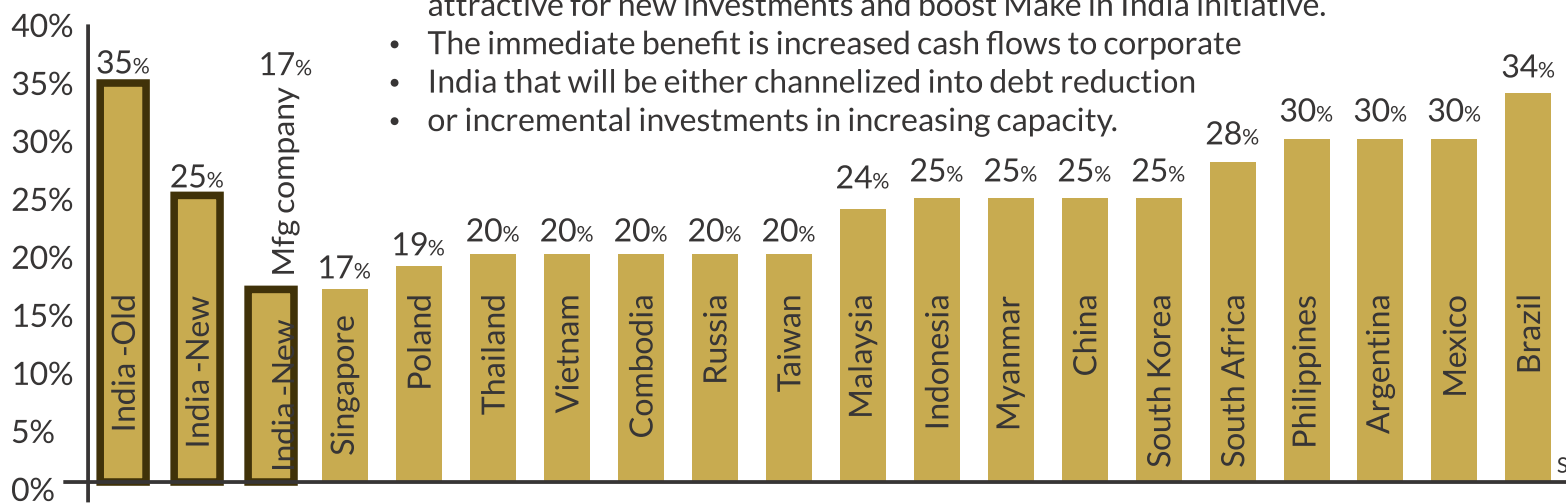 attractive for new investments and boost Make in India initiative.
• The immediate benefit is increased cash flows to corporate
• India that will be either channelized into debt reduction
• or incremental investments in increasing capacity.
40%
35%
30%
25%
20%
15%
10%
5%
0%
35%
India -Old
25%
India -New
17%
India -New Mfg company
17%
Singapore
19%
Poland
20%
Thailand
20%
Vietnam
20%
Combodia
20%
Russia
20%
Taiwan
24%
Malaysia
25%
Indonesia
25%
Myanmar
25%
China
25%
South Korea
28%
South Africa
30%
Philippines
30%
Argentina
30%
Mexico
34%
Brazil